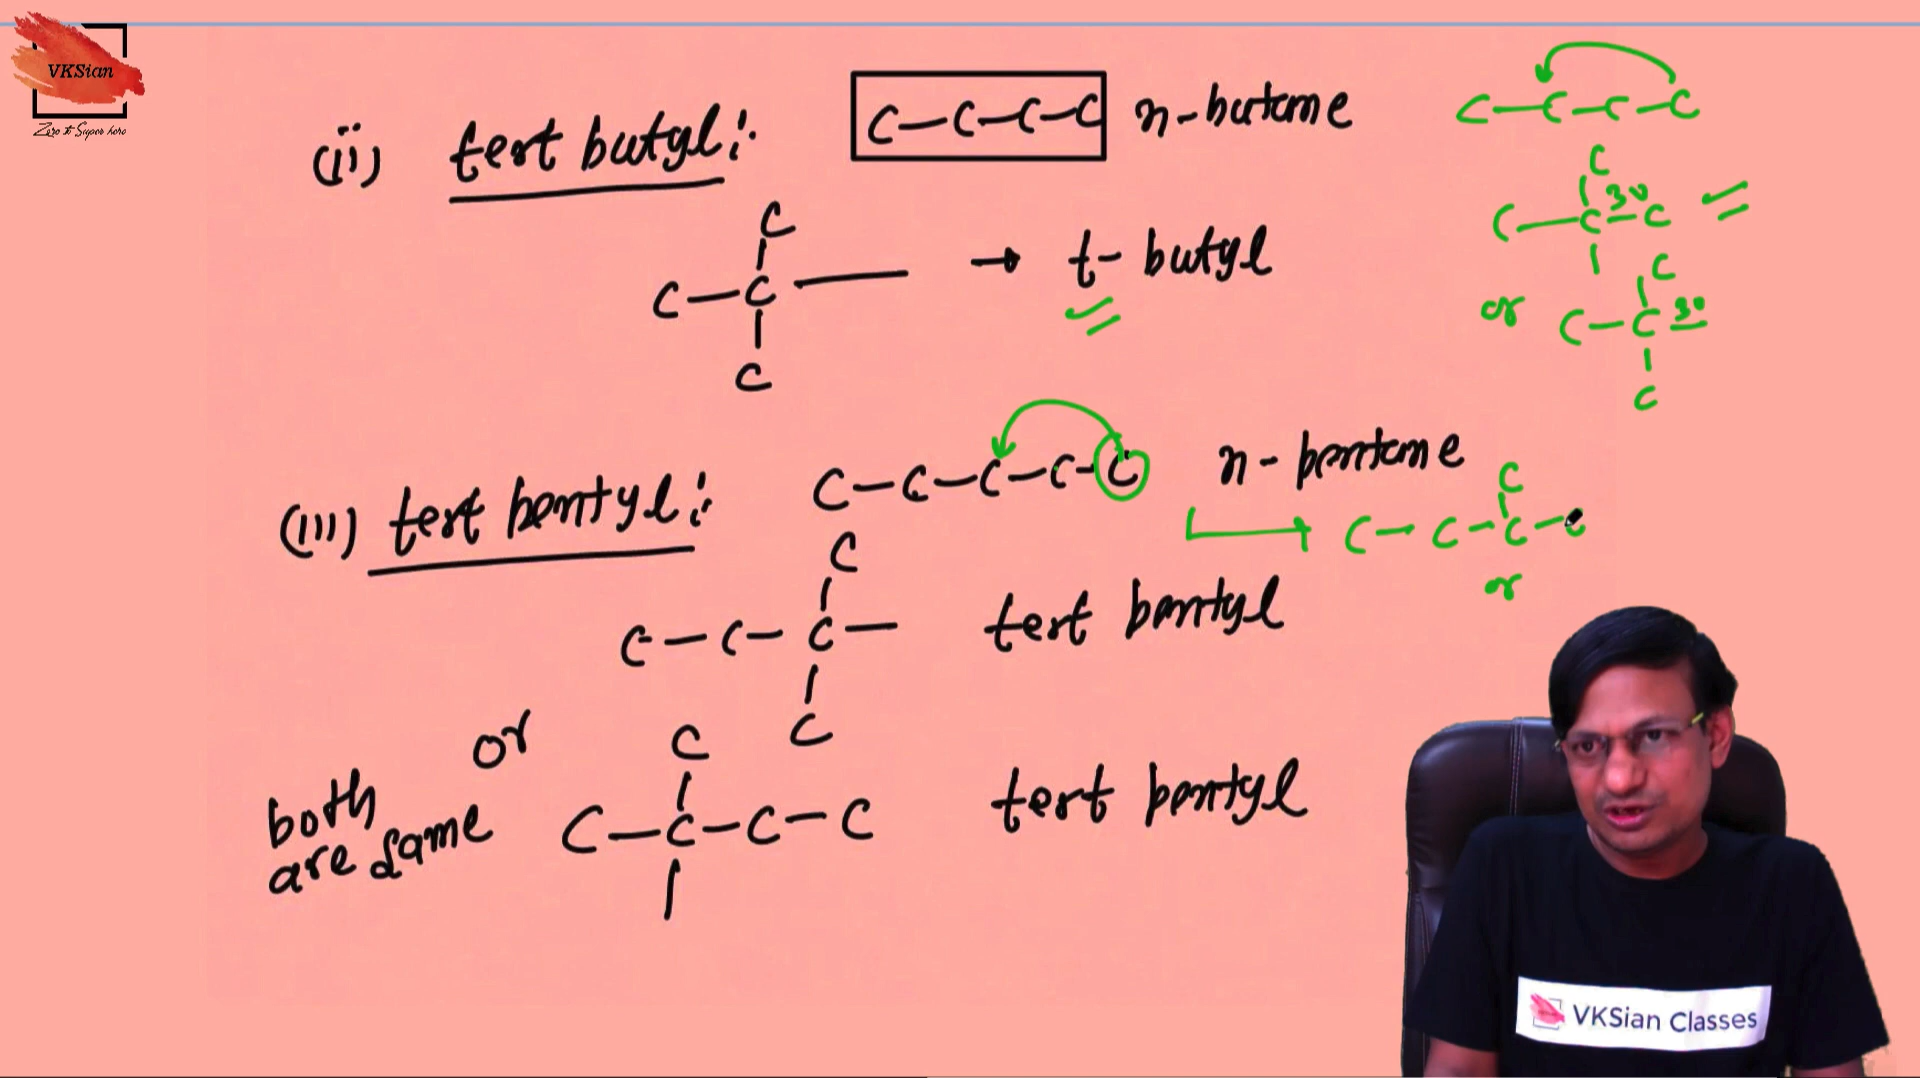 VKSian
Zero to Super hero
(ii) tert butyl:
C-C-C-C n-butane
C-C-C-C
C
C-C 3°-C
or
C
C-C 3°
C
C
C-C-
C
→ t-butyl
(iii) tert pentyl:
C-C-C-C-C n-pentane
C
C-C-C-C
or
C
C-C-C-
C
tert pentyl
or
both are same
C
C-C-C-C
tert pentyl
VKSian Classes